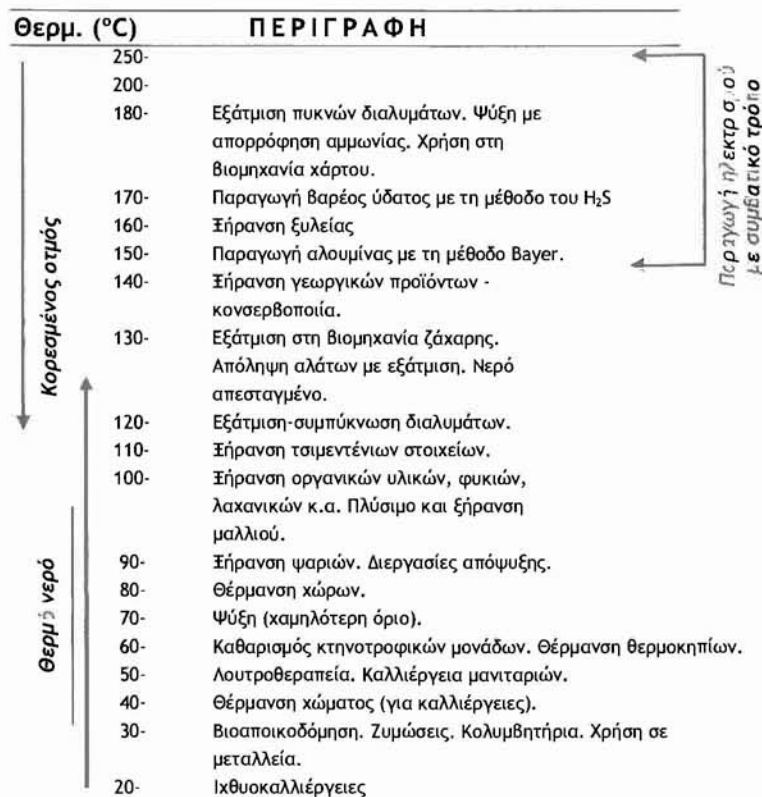 Θερμ. (°C) ΠΕΡΙΓΡΑΦΗ
250-
200-
180- Εξάτμιση πυκνών διαλυμάτων. Ψύξη με
απορρόφηση αμμωνίας. Χρήση στη
βιομηχανία χάρτου.
170- Παραγωγή βαρέος ύδατος με τη μέθοδο του H₂S
160- Ξήρανση ξυλείας
150- Παραγωγή αλουμίνας με τη μέθοδο Bayer.
140- Ξήρανση γεωργικών προϊόντων -
κονσερβοποιία.
130- Εξάτμιση στη βιομηχανία ζάχαρης.
Απόληψη αλάτων με εξάτμιση. Νερό
απεσταγμένο.
120- Εξάτμιση-συμπύκνωση διαλυμάτων.
110- Ξήρανση τσιμεντένιων στοιχείων.
100- Ξήρανση οργανικών υλικών, φυκιών,
λαχανικών κ.α. Πλύσιμο και ξήρανση
μαλλιού.
90- Ξήρανση ψαριών. Διεργασίες απόψυξης.
80- Θέρμανση χώρων.
70- Ψύξη (χαμηλότερη όριο).
60- Καθαρισμός κτηνοτροφικών μονάδων. Θέρμανση θερμοκηπίων.
50- Λουτροθεραπεία. Καλλιέργεια μανιταριών.
40- Θέρμανση χώματος (για καλλιέργειες).
30- Βιοαποικοδόμηση. Ζυμώσεις. Κολυμβητήρια. Χρήση σε
μεταλλεία.
20- Ιχθυοκαλλιέργειες
Κορεσμένος ατμός
Θερμό νερό
Παραγωγή ηλεκτρισμού
με συμβατικό τρόπο